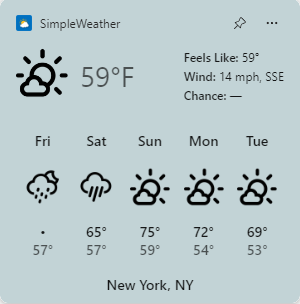 SimpleWeather
59°F
Feels Like: 59°
Wind: 14 mph, SSE
Chance: —
Fri Sat Sun Mon Tue
• 65° 75° 72° 69°
57° 57° 59° 54° 53°
New York, NY